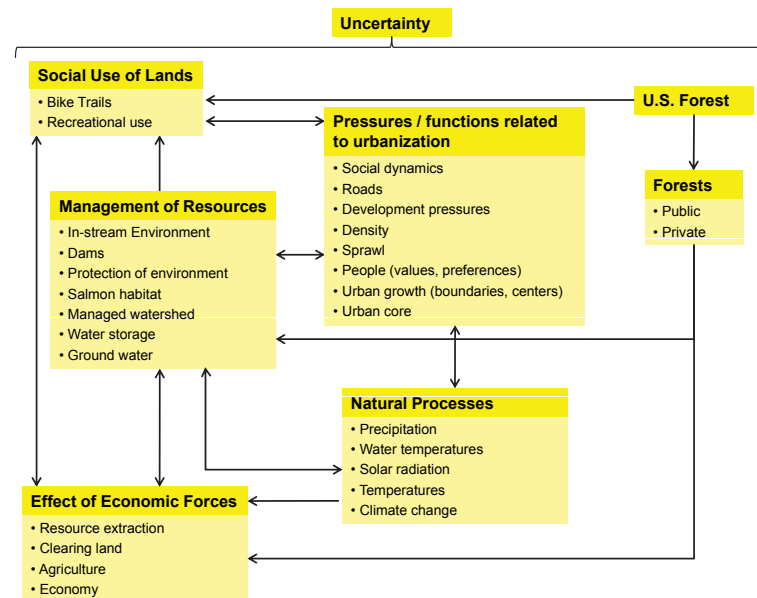 Uncertainty
Social Use of Lands
• Bike Trails
• Recreational use
U.S. Forest
Pressures / functions related
to urbanization
• Social dynamics
• Roads
• Development pressures
• Density
• Sprawl
• People (values, preferences)
• Urban growth (boundaries, centers)
• Urban core
Forests
• Public
• Private
Management of Resources
• In-stream Environment
• Dams
• Protection of environment
• Salmon habitat
• Managed watershed
• Water storage
• Ground water
Natural Processes
• Precipitation
• Water temperatures
• Solar radiation
• Temperatures
• Climate change
Effect of Economic Forces
• Resource extraction
• Clearing land
• Agriculture
• Economy